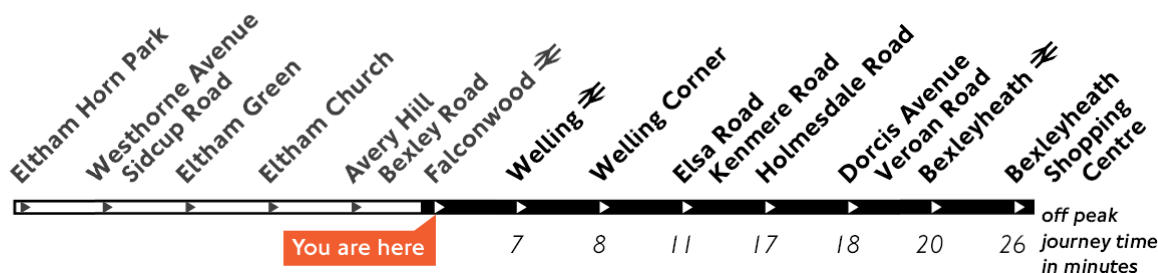 Eltham Horn Park
Westhorne Avenue
Sidcup Road
Eltham Green
Eltham Church
Avery Hill
Bexley Road
Falconwood
Welling
Welling Corner
Elsa Road
Kenmere Road
Holmesdale Road
Dorcis Avenue
Veroan Road
Bexleyheath
Bexleyheath
Shopping
Centre
You are here
7
8
11
17
18
20
26
off peak
journey time
in minutes